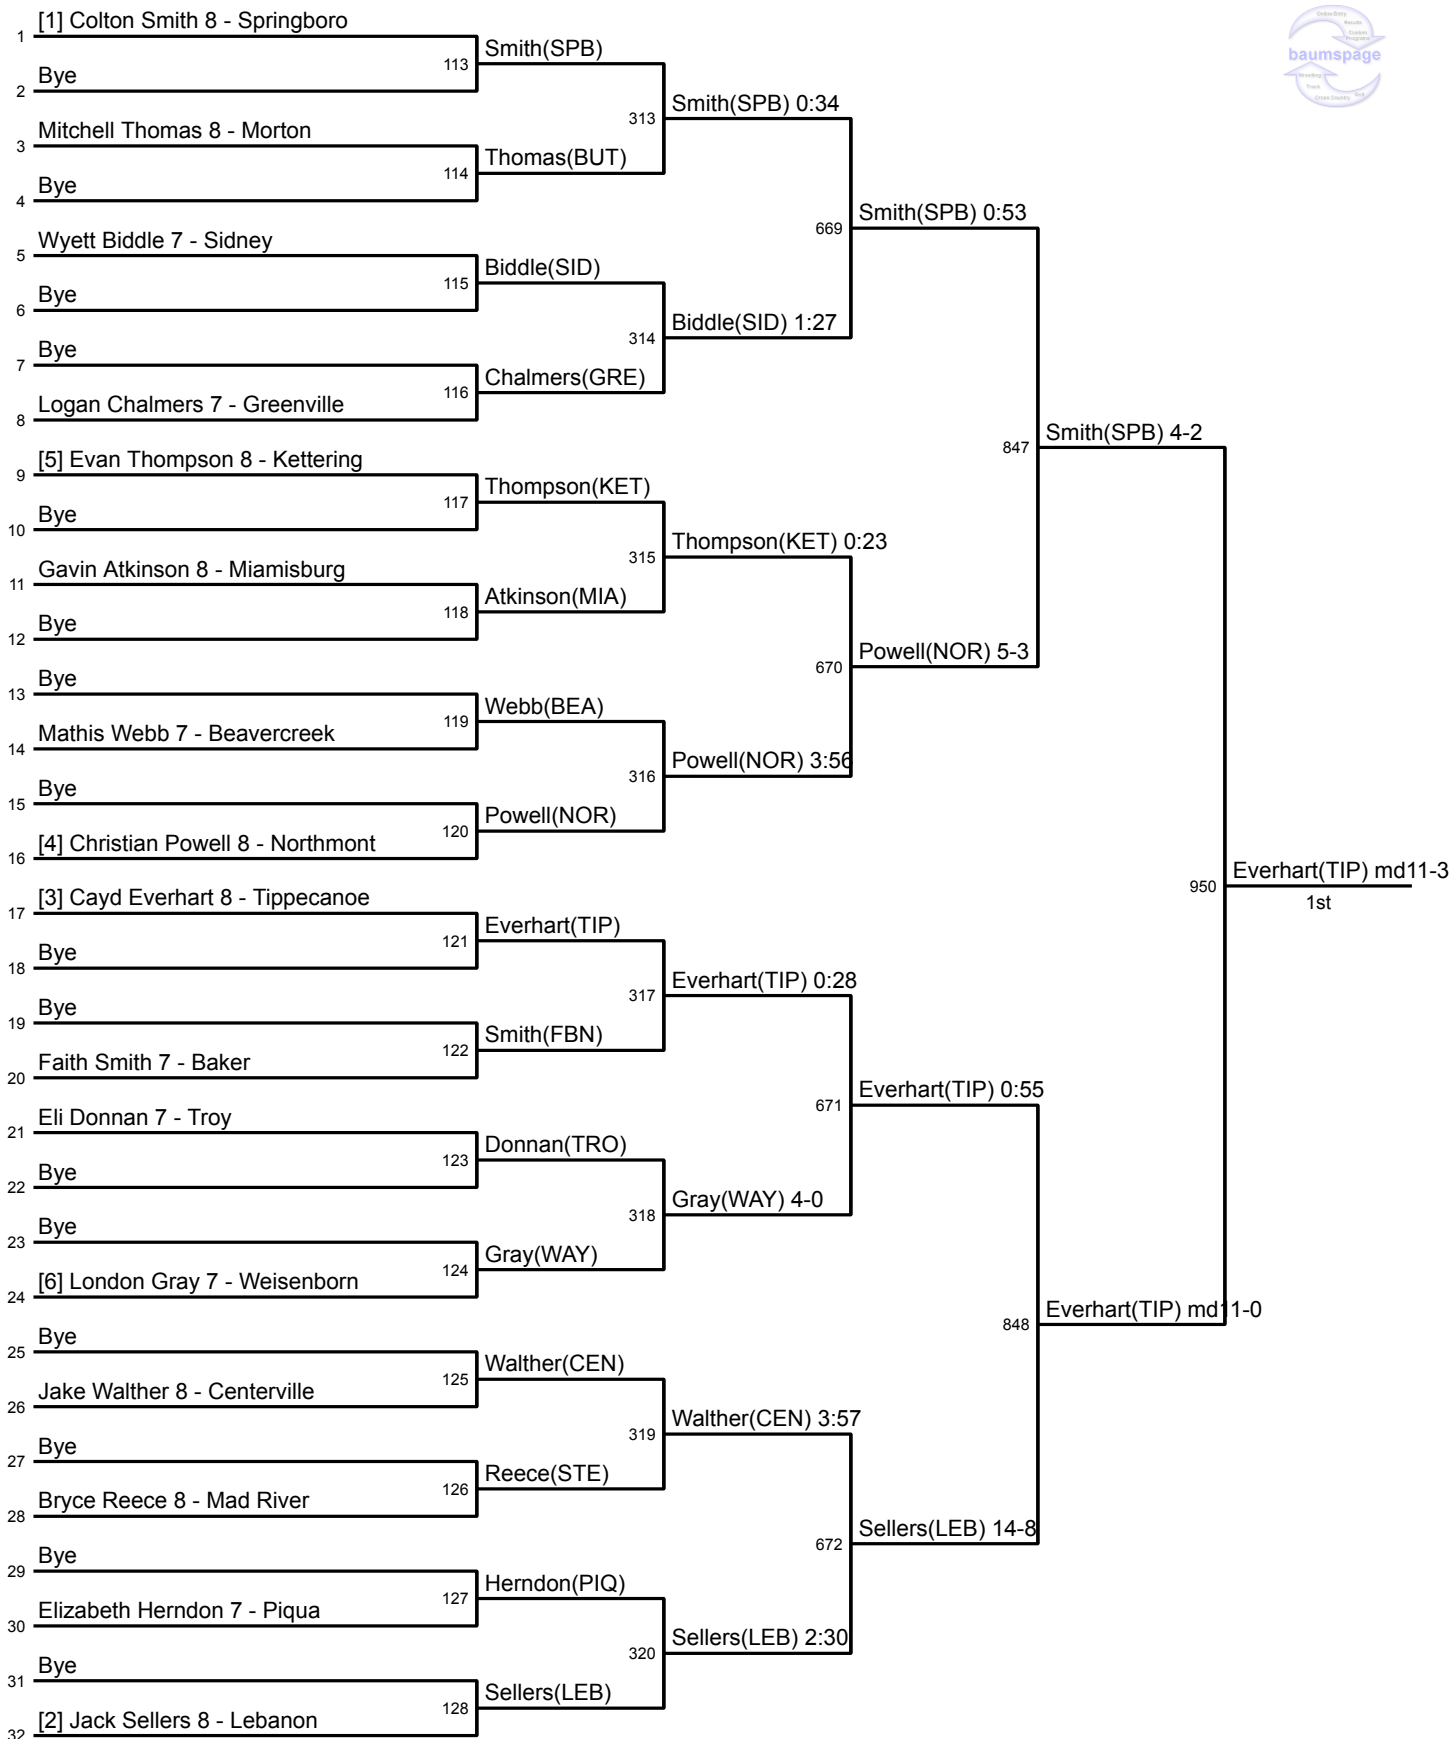 [1] Colton Smith 8 - Springboro
1
Bye
2
113
Smith(SPB)
Mitchell Thomas 8 - Morton
3
Bye
4
114
Thomas(BUT)
313
Smith(SPB) 0:34
Wyett Biddle 7 - Sidney
5
Bye
6
115
Biddle(SID)
Bye
7
Logan Chalmers 7 - Greenville
8
116
Chalmers(GRE)
314
Biddle(SID) 1:27
669
Smith(SPB) 0:53
[5] Evan Thompson 8 - Kettering
9
Bye
10
117
Thompson(KET)
Gavin Atkinson 8 - Miamisburg
11
Bye
12
118
Atkinson(MIA)
315
Thompson(KET) 0:23
Bye
13
Mathis Webb 7 - Beavercreek
14
119
Webb(BEA)
Bye
15
[4] Christian Powell 8 - Northmont
16
120
Powell(NOR)
316
Powell(NOR) 3:56
670
Powell(NOR) 5-3
847
Smith(SPB) 4-2
[3] Cayd Everhart 8 - Tippecanoe
17
Bye
18
121
Everhart(TIP)
Bye
19
Faith Smith 7 - Baker
20
122
Smith(FBN)
317
Everhart(TIP) 0:28
Eli Donnan 7 - Troy
21
Bye
22
123
Donnan(TRO)
Bye
23
[6] London Gray 7 - Weisenborn
24
124
Gray(WAY)
318
Gray(WAY) 4-0
671
Everhart(TIP) 0:55
Bye
25
Jake Walther 8 - Centerville
26
125
Walther(CEN)
Bye
27
Bryce Reece 8 - Mad River
28
126
Reece(STE)
319
Walther(CEN) 3:57
Bye
29
Elizabeth Herndon 7 - Piqua
30
127
Herndon(PIQ)
Bye
31
[2] Jack Sellers 8 - Lebanon
32
128
Sellers(LEB)
320
Sellers(LEB) 2:30
672
Sellers(LEB) 14-8
848
Everhart(TIP) md11-0
950
Everhart(TIP) md11-3
1st
Online Entry
Results
Custom
Programs
baumspage
Wrestling
Track
Cross Country